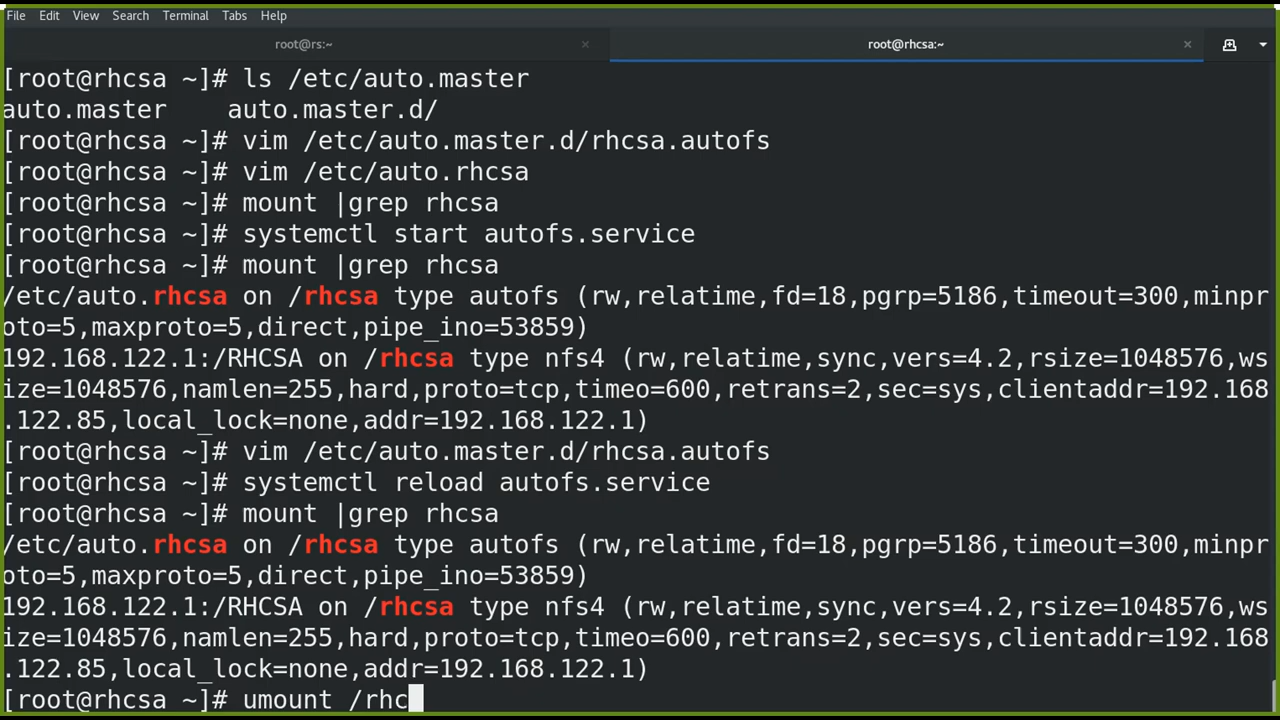 File Edit View Search Terminal Tabs Help
root@rs:~ × root@rhcsa:~ ×
[root@rhcsa ~]# ls /etc/auto.master
auto.master auto.master.d/
[root@rhcsa ~]# vim /etc/auto.master.d/rhcsa.autofs
[root@rhcsa ~]# vim /etc/auto.rhcsa
[root@rhcsa ~]# mount |grep rhcsa
[root@rhcsa ~]# systemctl start autofs.service
[root@rhcsa ~]# mount |grep rhcsa
/etc/auto.rhcsa on /rhcsa type autofs (rw,relatime,fd=18,pgrp=5186,timeout=300,minpr
oto=5,maxproto=5,direct,pipe_ino=53859)
192.168.122.1:/RHCSA on /rhcsa type nfs4 (rw,relatime,sync,vers=4.2,rsize=1048576,ws
ize=1048576,namlen=255,hard,proto=tcp,timeo=600,retrans=2,sec=sys,clientaddr=192.168
.122.85,local_lock=none,addr=192.168.122.1)
[root@rhcsa ~]# vim /etc/auto.master.d/rhcsa.autofs
[root@rhcsa ~]# systemctl reload autofs.service
[root@rhcsa ~]# mount |grep rhcsa
/etc/auto.rhcsa on /rhcsa type autofs (rw,relatime,fd=18,pgrp=5186,timeout=300,minpr
oto=5,maxproto=5,direct,pipe_ino=53859)
192.168.122.1:/RHCSA on /rhcsa type nfs4 (rw,relatime,sync,vers=4.2,rsize=1048576,ws
ize=1048576,namlen=255,hard,proto=tcp,timeo=600,retrans=2,sec=sys,clientaddr=192.168
.122.85,local_lock=none,addr=192.168.122.1)
[root@rhcsa ~]# umount /rhc